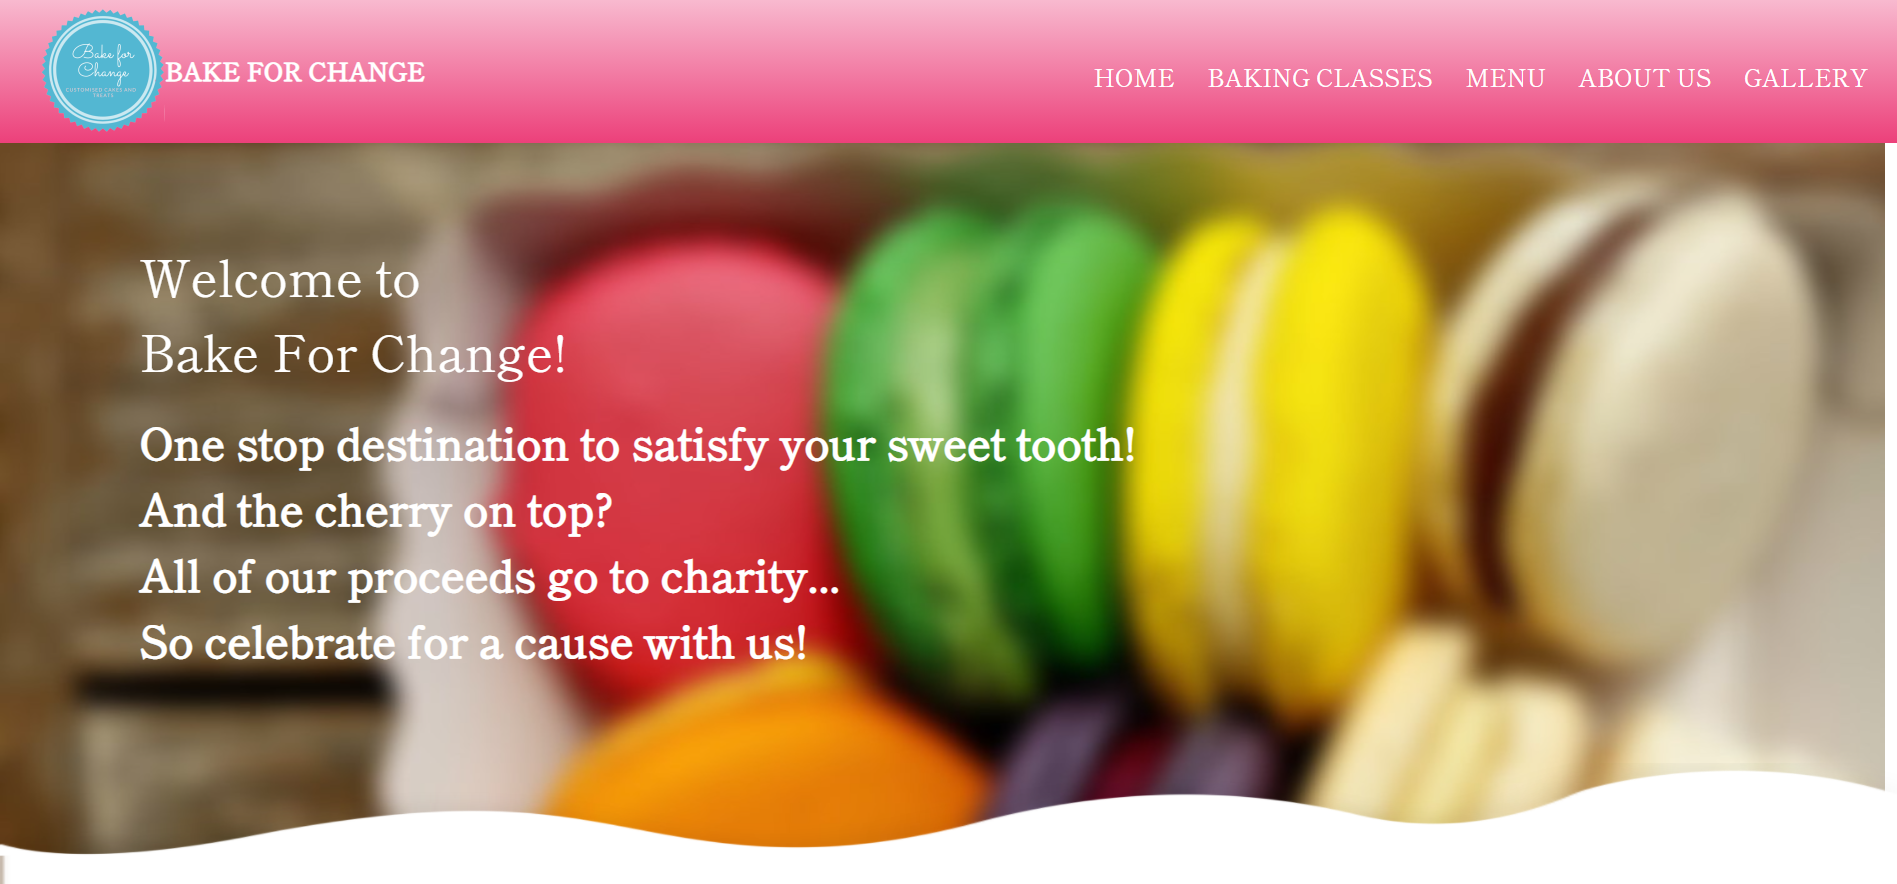 Bake for
Change
CUSTOMISED CAKES AND
TREATS
BAKE FOR CHANGE
HOME BAKING CLASSES MENU ABOUT US GALLERY
Welcome to
Bake For Change!
One stop destination to satisfy your sweet tooth!
And the cherry on top?
All of our proceeds go to charity...
So celebrate for a cause with us!